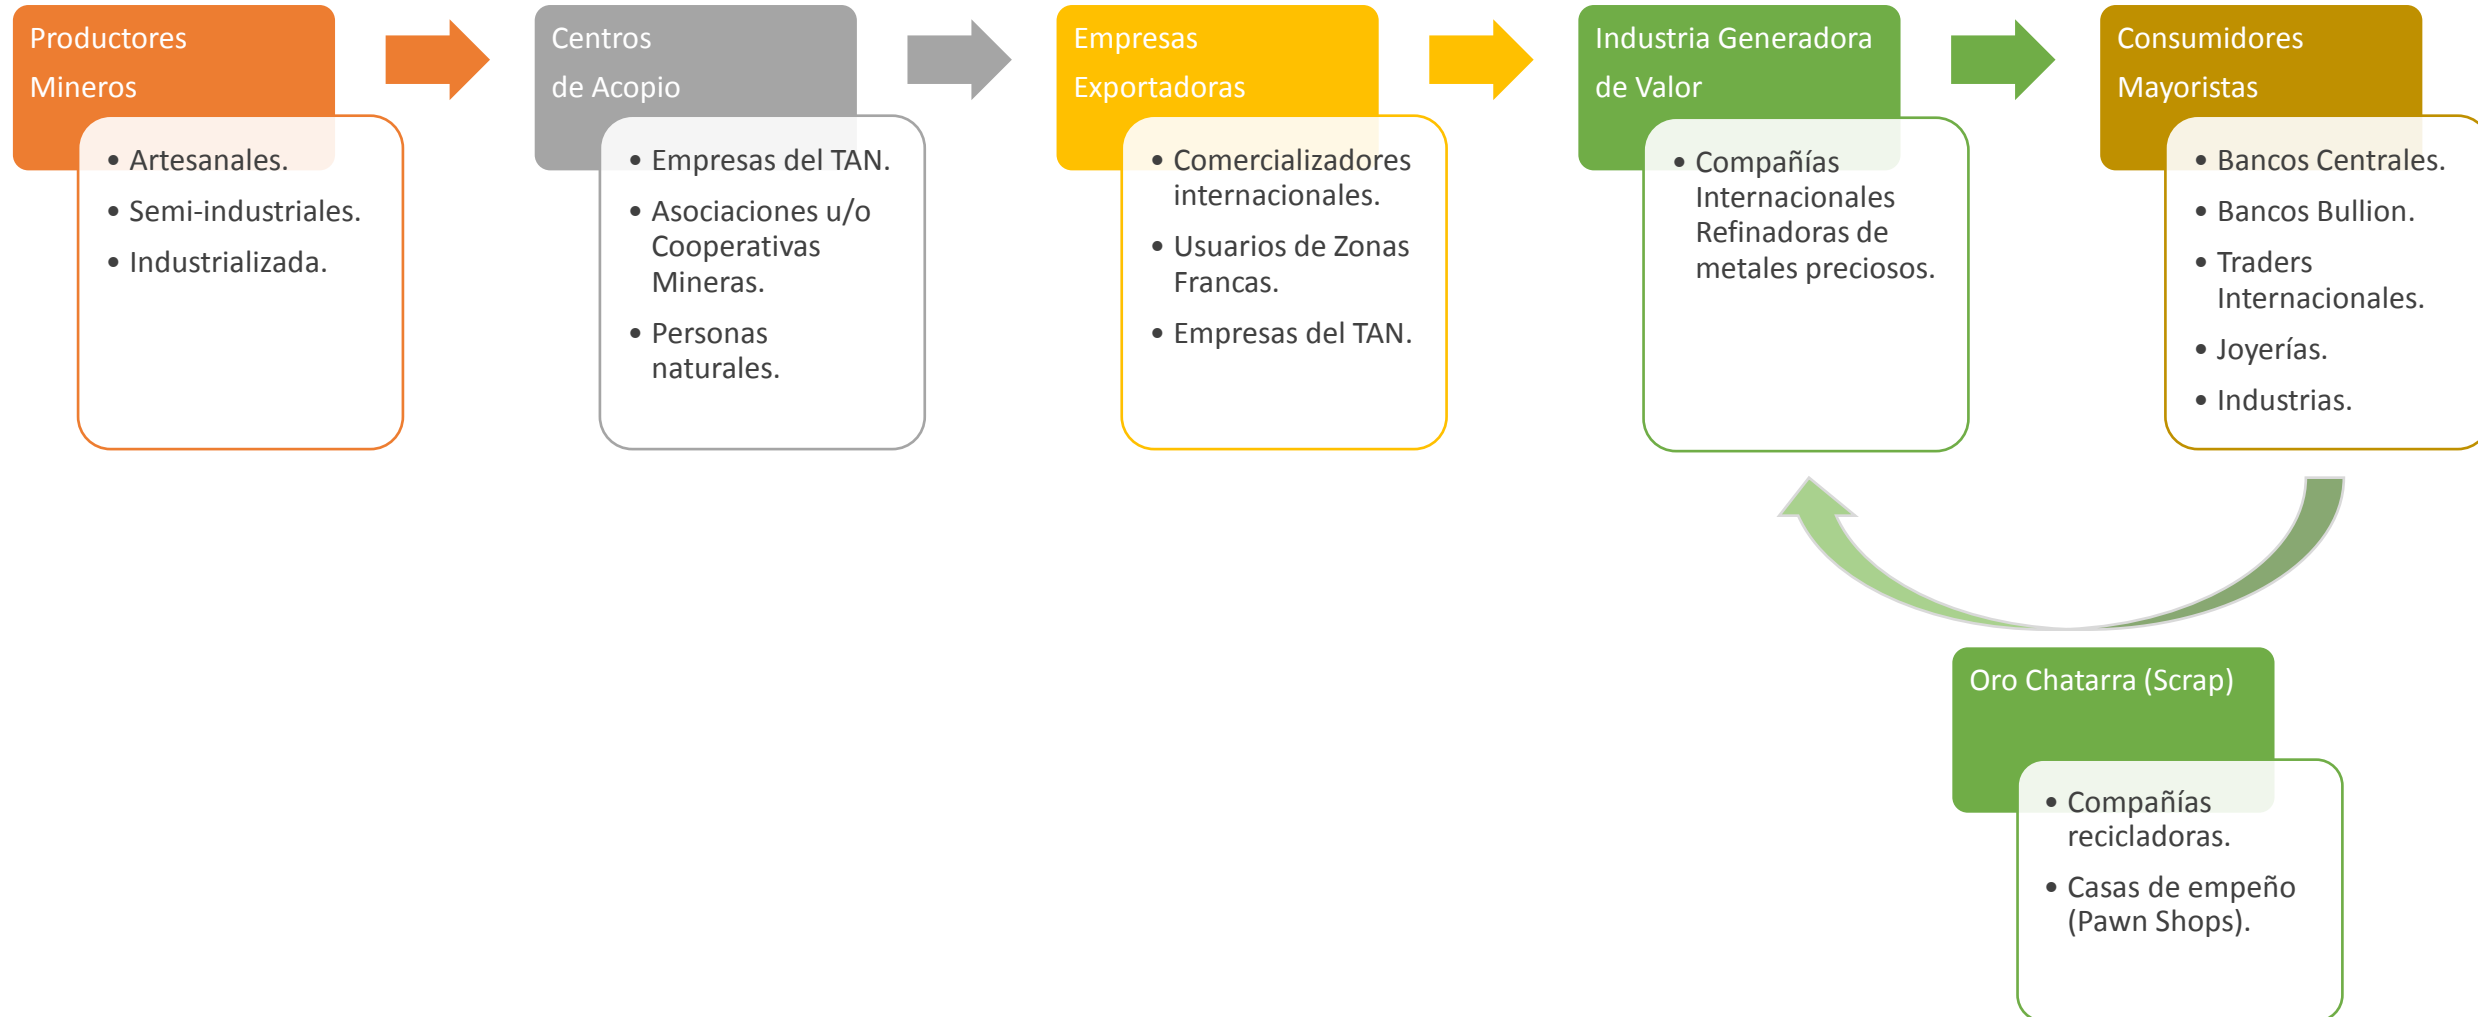 Productores
Mineros
• Artesanales.
• Semi-industriales.
• Industrializada.
Centros
de Acopio
• Empresas del TAN.
• Asociaciones u/o
Cooperativas
Mineras.
• Personas
naturales.
Empresas
Exportadoras
• Comercializadores
internacionales.
• Usuarios de Zonas
Francas.
• Empresas del TAN.
Industria Generadora
de Valor
• Compañías
Internacionales
Refinadoras de
metales preciosos.
Consumidores
Mayoristas
• Bancos Centrales.
• Bancos Bullion.
• Traders
Internacionales.
• Joyerías.
• Industrias.
Oro Chatarra (Scrap)
• Compañías
recicladoras.
• Casas de empeño
(Pawn Shops).